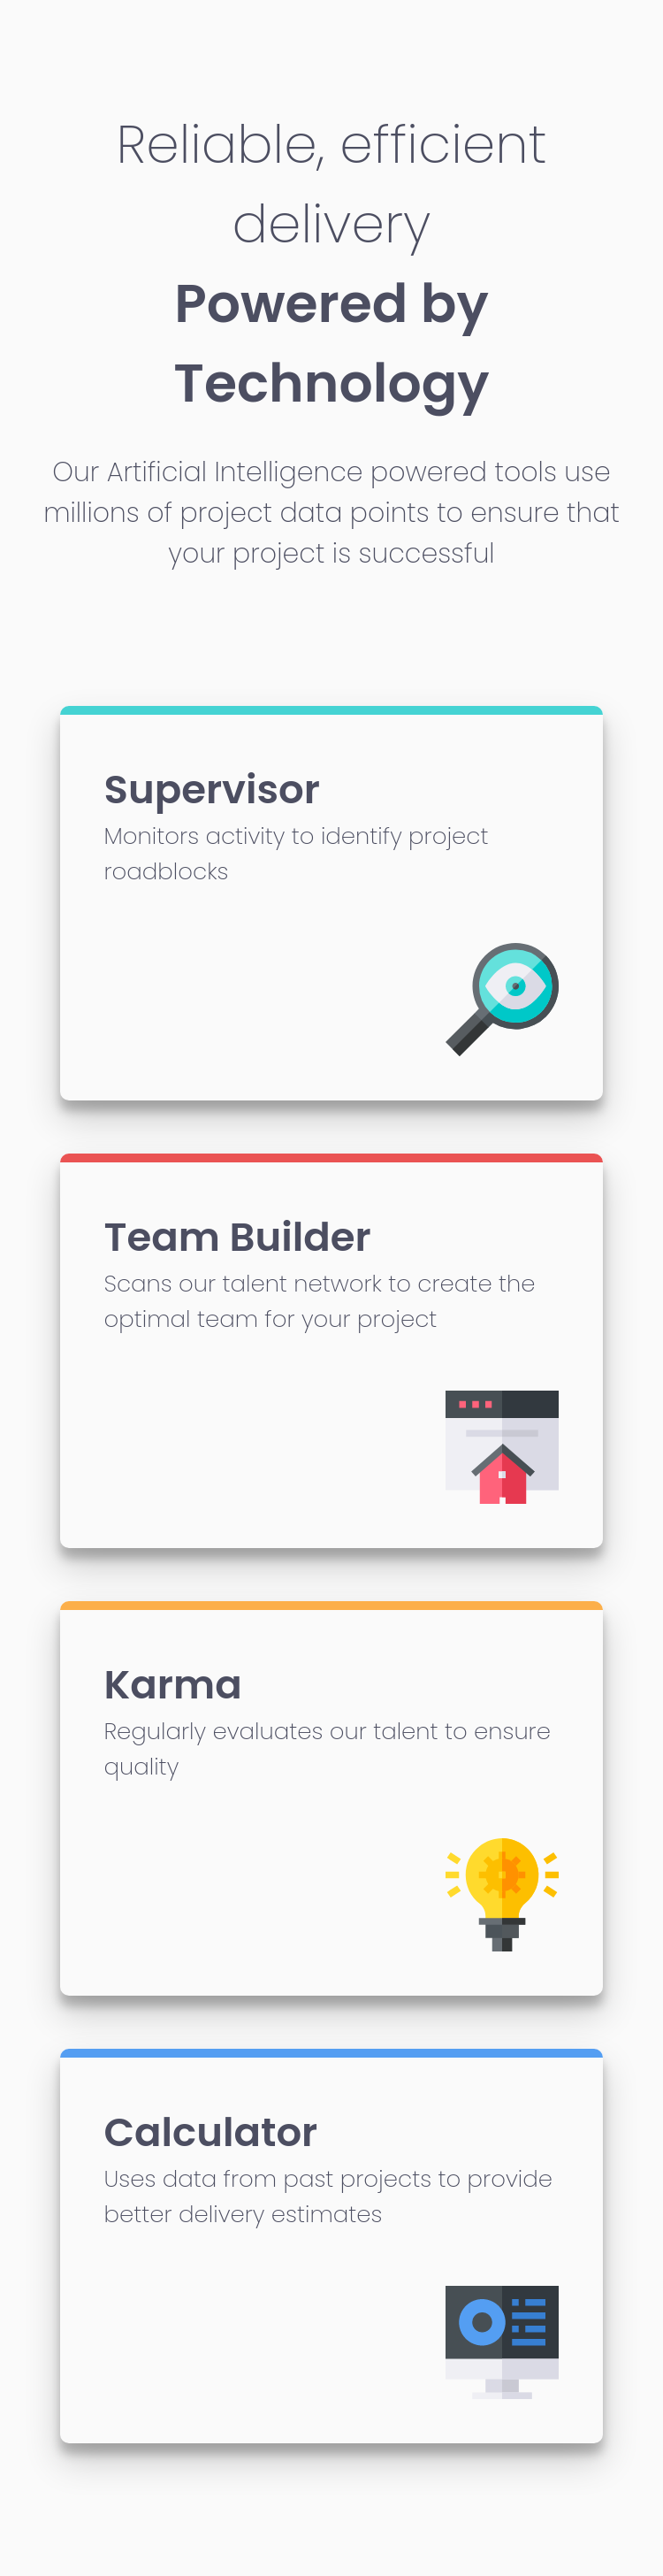 Reliable, efficient
delivery
Powered by
Technology
Our Artificial Intelligence powered tools use
millions of project data points to ensure that
your project is successful
Supervisor
Monitors activity to identify project
roadblocks
Team Builder
Scans our talent network to create the
optimal team for your project
Karma
Regularly evaluates our talent to ensure
quality
Calculator
Uses data from past projects to provide
better delivery estimates